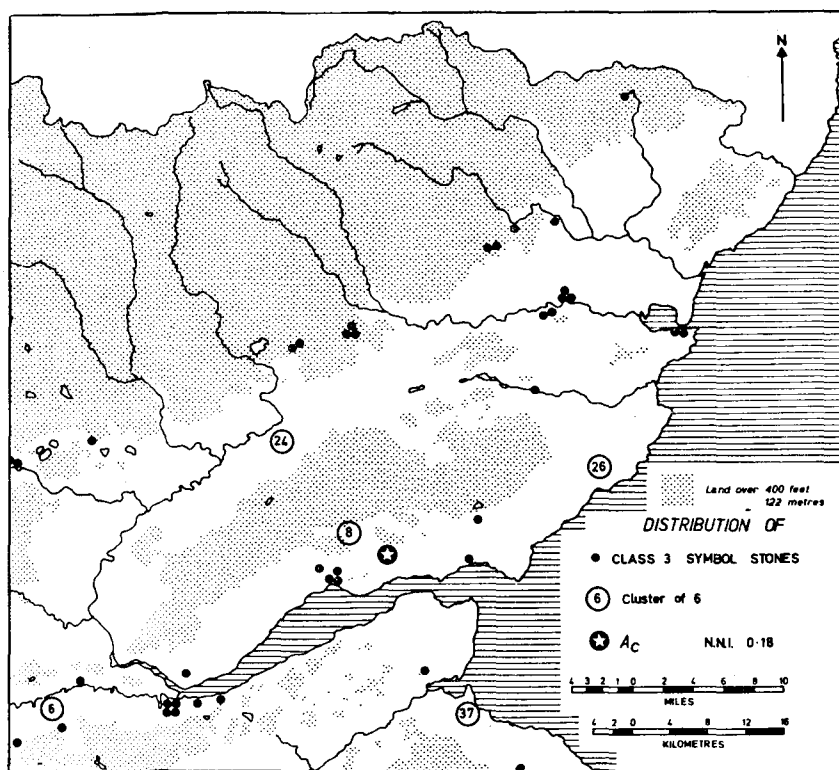 N
24
26
8
6
37
Land over 400 feet
122 metres
DISTRIBUTION OF
CLASS 3 SYMBOL STONES
6 Cluster of 6
Ac N.N.I. 0·18
4 3 2 1 0 2 4 6 8 10
MILES
4 2 0 4 8 12 16
KILOMETRES